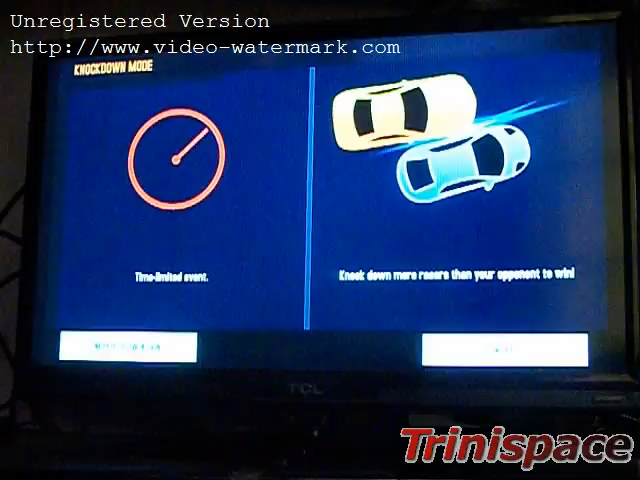 Unregistered Version
http://www.video-watermark.com
KNOCKDOWN MODE
Time-limited event.
Knock down more racers than your opponent to win!
TCL
Trinispace